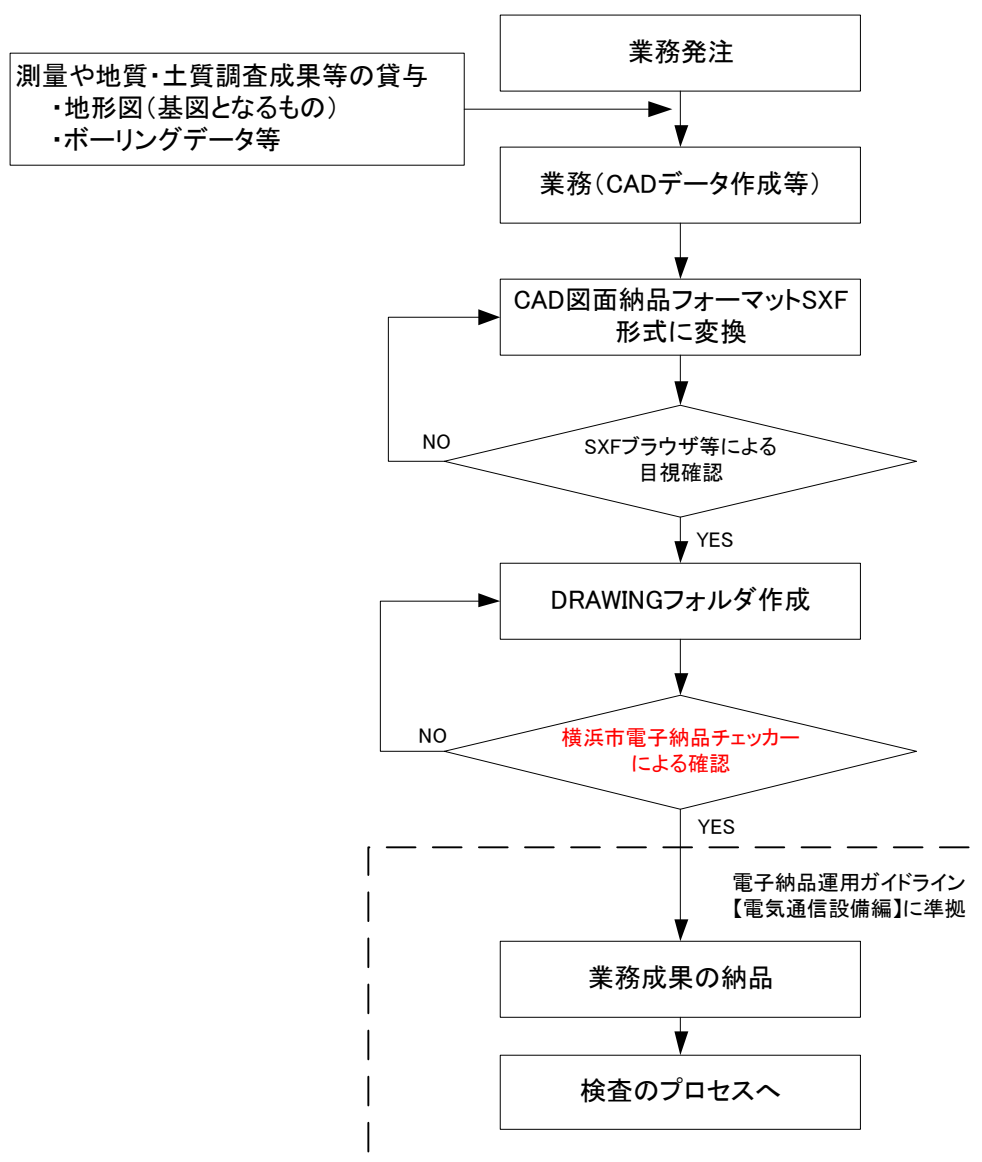 業務発注
測量や地質・土質調査成果等の貸与
・地形図(基図となるもの)
・ボーリングデータ等
業務(CADデータ作成等)
CAD図面納品フォーマットSXF
形式に変換
NO
SXFブラウザ等による
目視確認
YES
DRAWINGフォルダ作成
NO
横浜市電子納品チェッカー
による確認
YES
電子納品運用ガイドライン
【電気通信設備編】に準拠
業務成果の納品
検査のプロセスへ